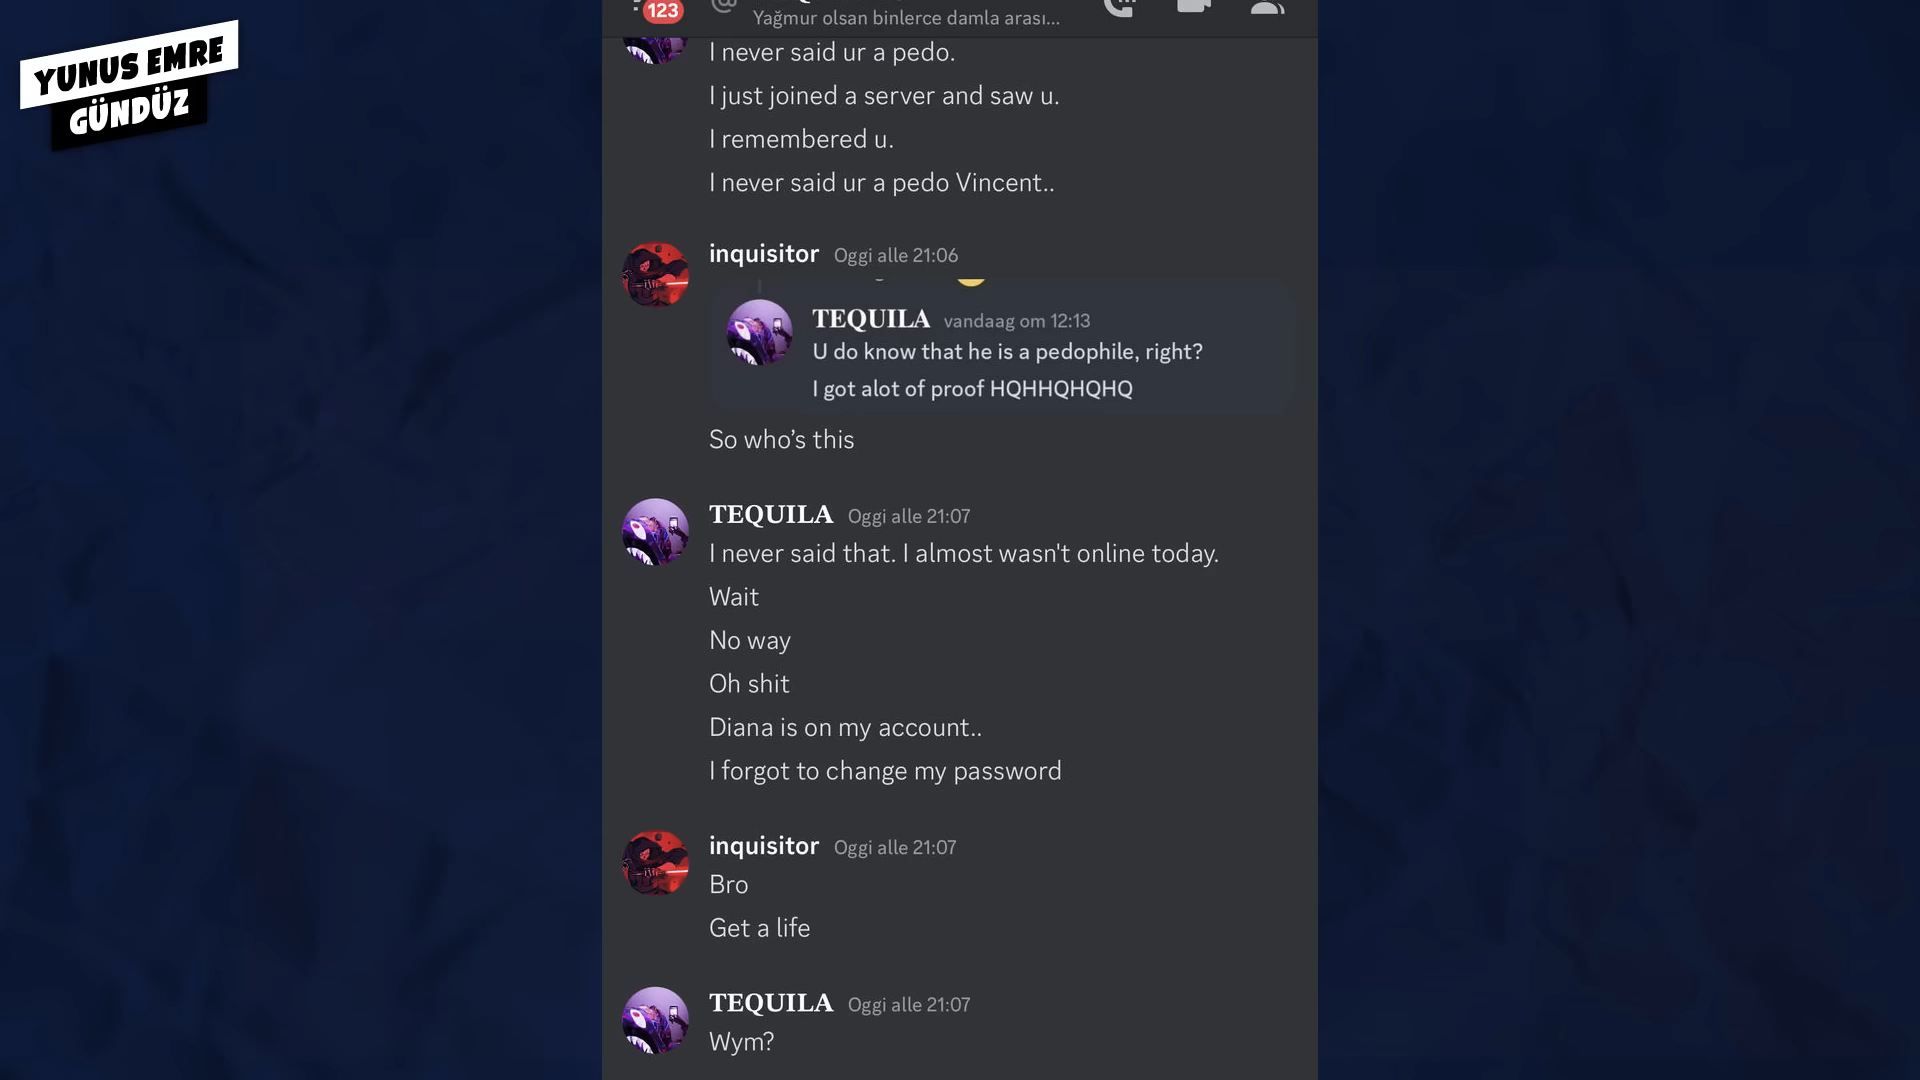 YUNUS EMRE
GÜNDÜZ
123
Yağmur olsan binlerce damla arası...
I never said ur a pedo.
I just joined a server and saw u.
I remembered u.
I never said ur a pedo Vincent..
inquisitor Oggi alle 21:06
TEQUILA vandaag om 12:13
U do know that he is a pedophile, right?
I got alot of proof HQHHQHQHQ
So who’s this
TEQUILA Oggi alle 21:07
I never said that. I almost wasn't online today.
Wait
No way
Oh shit
Diana is on my account..
I forgot to change my password
inquisitor Oggi alle 21:07
Bro
Get a life
TEQUILA Oggi alle 21:07
Wym?